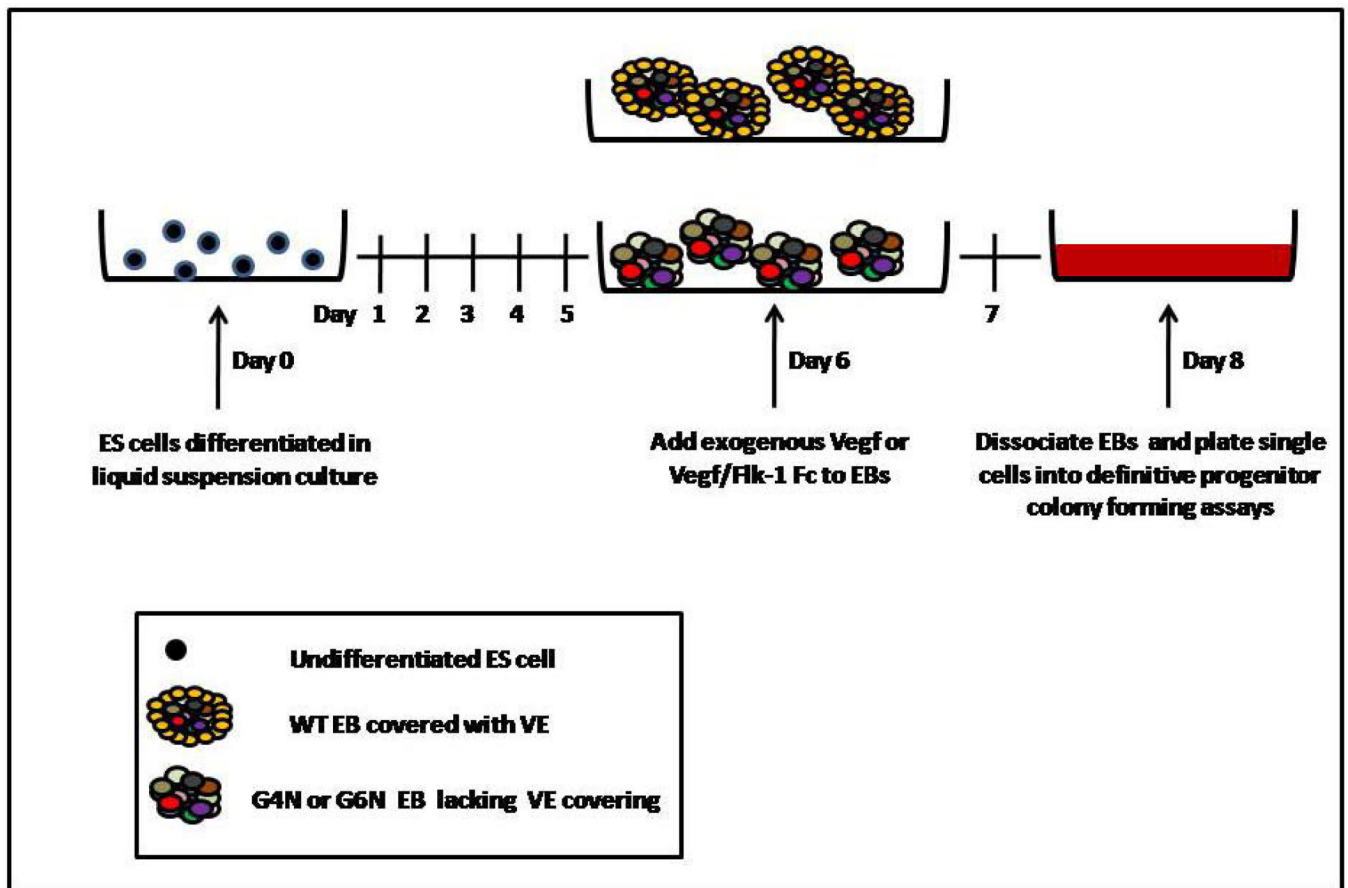 Day 1 2 3 4 5
7
Day 0
Day 6
Day 8
ES cells differentiated in
liquid suspension culture
Add exogenous Vegf or
Vegf/Flk-1 Fc to EBs
Dissociate EBs and plate single
cells into definitive progenitor
colony forming assays
Undifferentiated ES cell
WT EB covered with VE
G4N or G6N EB lacking VE covering